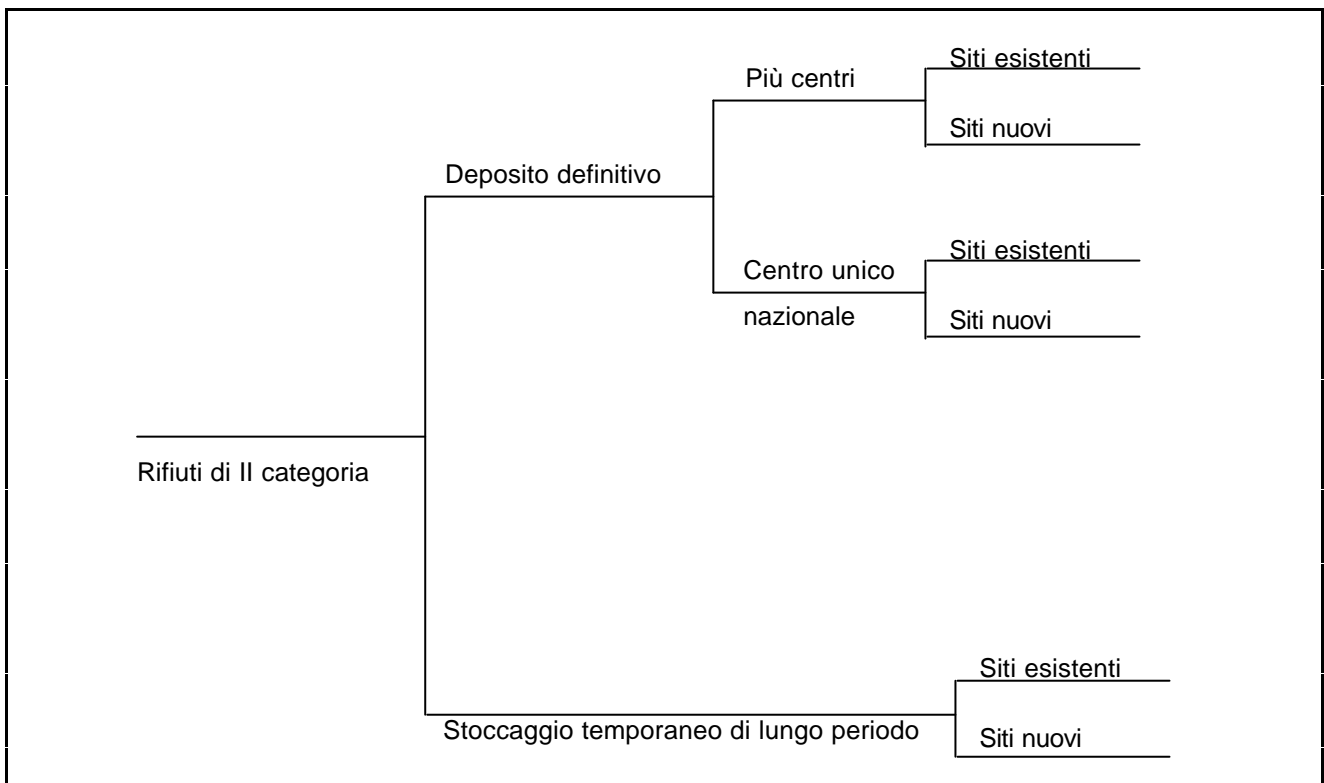 Siti esistenti
Più centri
Siti nuovi
Deposito definitivo
Siti esistenti
Centro unico
nazionale
Siti nuovi
Rifiuti di II categoria
Siti esistenti
Stoccaggio temporaneo di lungo periodo
Siti nuovi